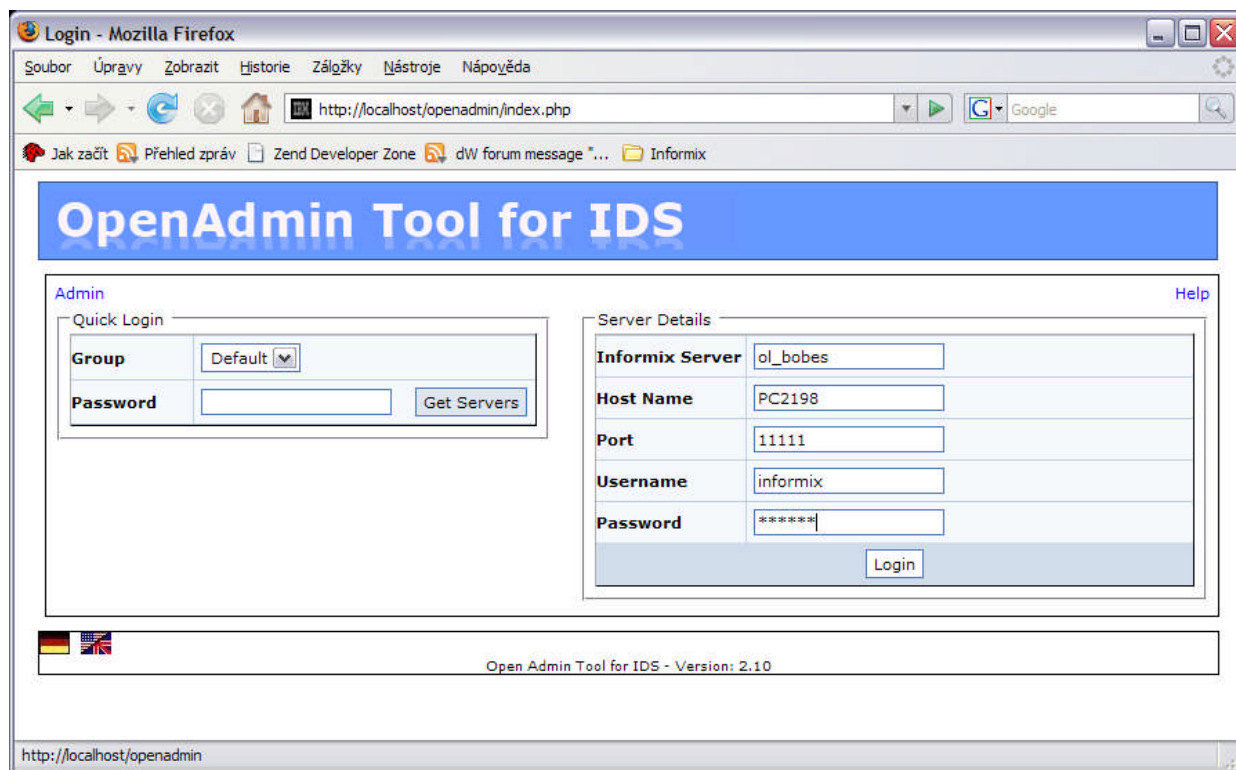 Login - Mozilla Firefox
Soubor Úpravy Zobrazit Historie Záložky Nástroje Nápověda
IBM http://localhost/openadmin/index.php G Google
Jak začít Přehled zpráv Zend Developer Zone dW forum message "... Informix
OpenAdmin Tool for IDS
Admin Help
Quick Login
Group Default
Password Get Servers
Server Details
Informix Server ol_bobes
Host Name PC2198
Port 11111
Username informix
Password ******
Login
Open Admin Tool for IDS - Version: 2.10
http://localhost/openadmin